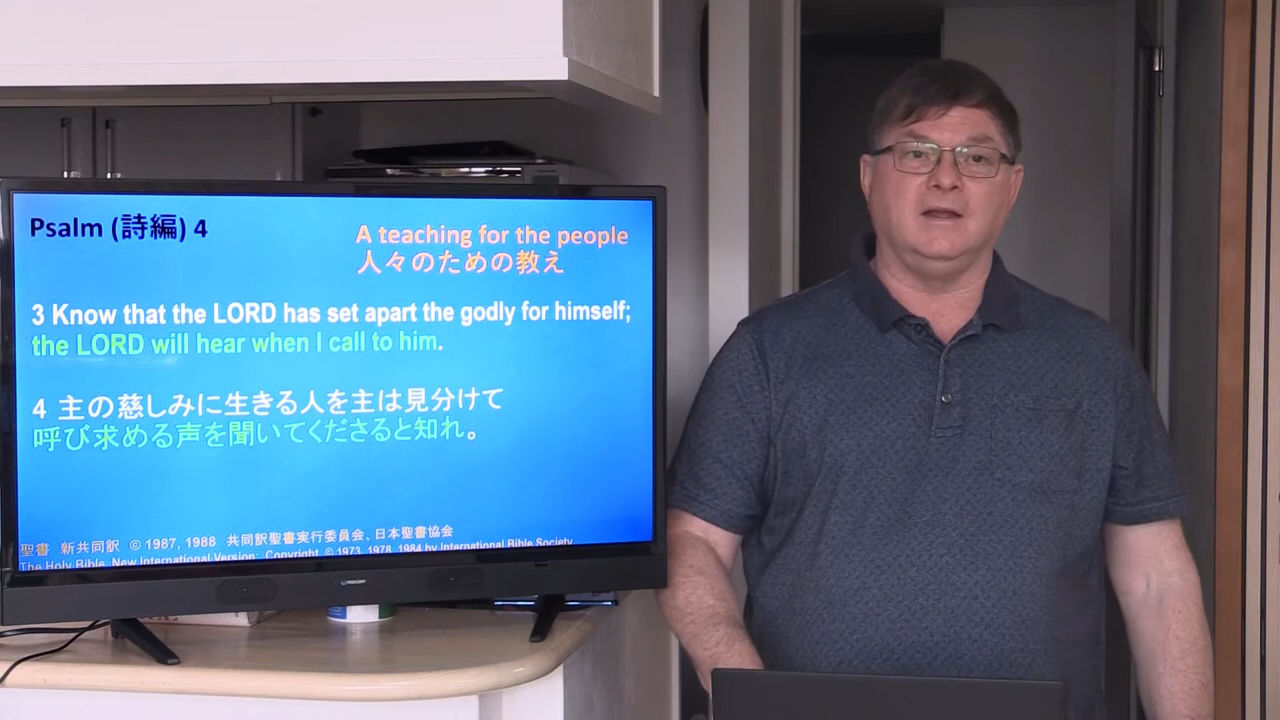 Psalm (詩編) 4
A teaching for the people
人々のための教え
3 Know that the LORD has set apart the godly for himself;
the LORD will hear when I call to him.
4 主の慈しみに生きる人を主は見分けて
呼び求める声を聞いてくださると知れ。
聖書 新共同訳 ©1987, 1988 共同訳聖書実行委員会、日本聖書協会
The Holy Bible, New International Version: Copyright © 1973, 1978, 1984 by International Bible Society